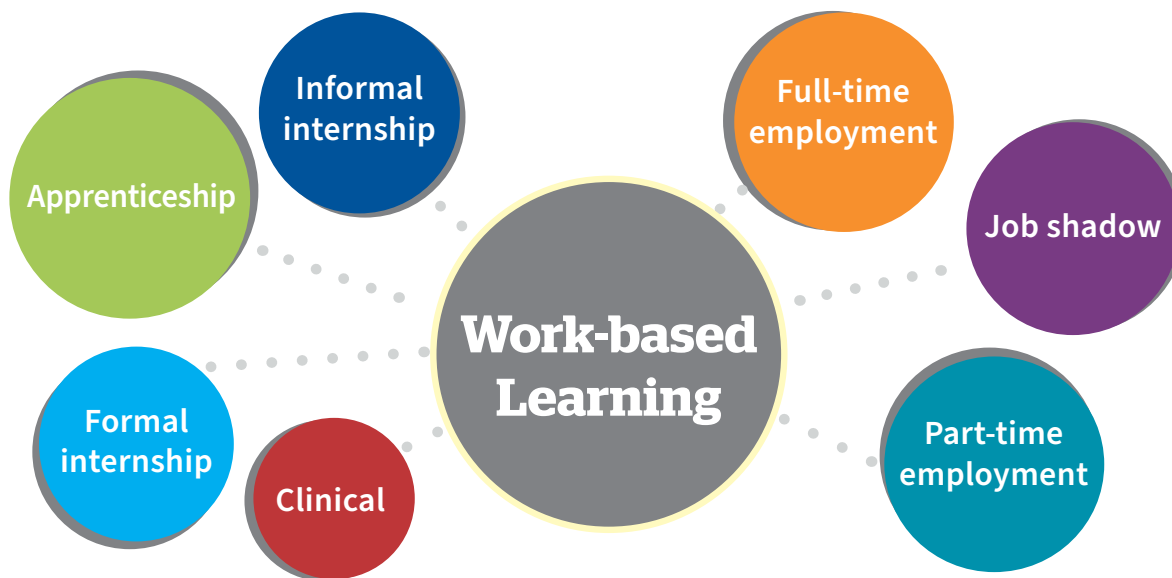 Informal
internship
Full-time
employment
Apprenticeship
Job shadow
Work-based
Learning
Formal
internship
Part-time
employment
Clinical